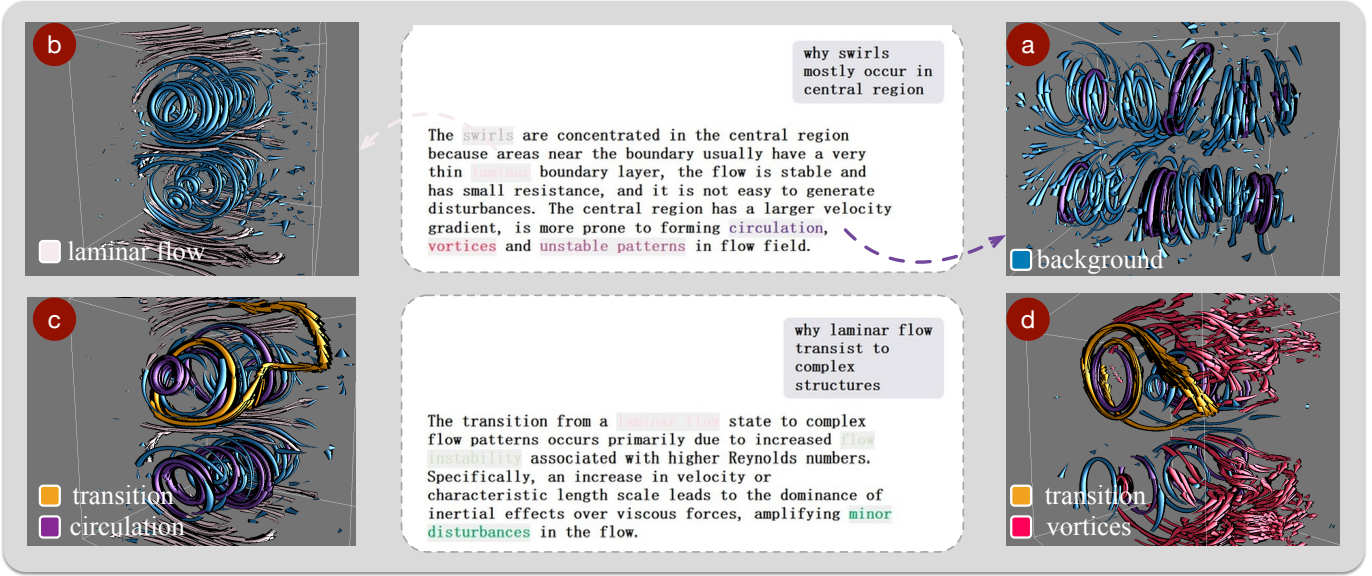 b
laminar flow
why swirls
mostly occur in
central region
The swirls are concentrated in the central region
because areas near the boundary usually have a very
thin laminar boundary layer, the flow is stable and
has small resistance, and it is not easy to generate
disturbances. The central region has a larger velocity
gradient, is more prone to forming circulation,
vortices and unstable patterns in flow field.
a
background
c
transition
circulation
why laminar flow
transist to
complex
structures
The transition from a laminar flow state to complex
flow patterns occurs primarily due to increased flow
instability associated with higher Reynolds numbers.
Specifically, an increase in velocity or
characteristic length scale leads to the dominance of
inertial effects over viscous forces, amplifying minor
disturbances in the flow.
d
transition
vortices